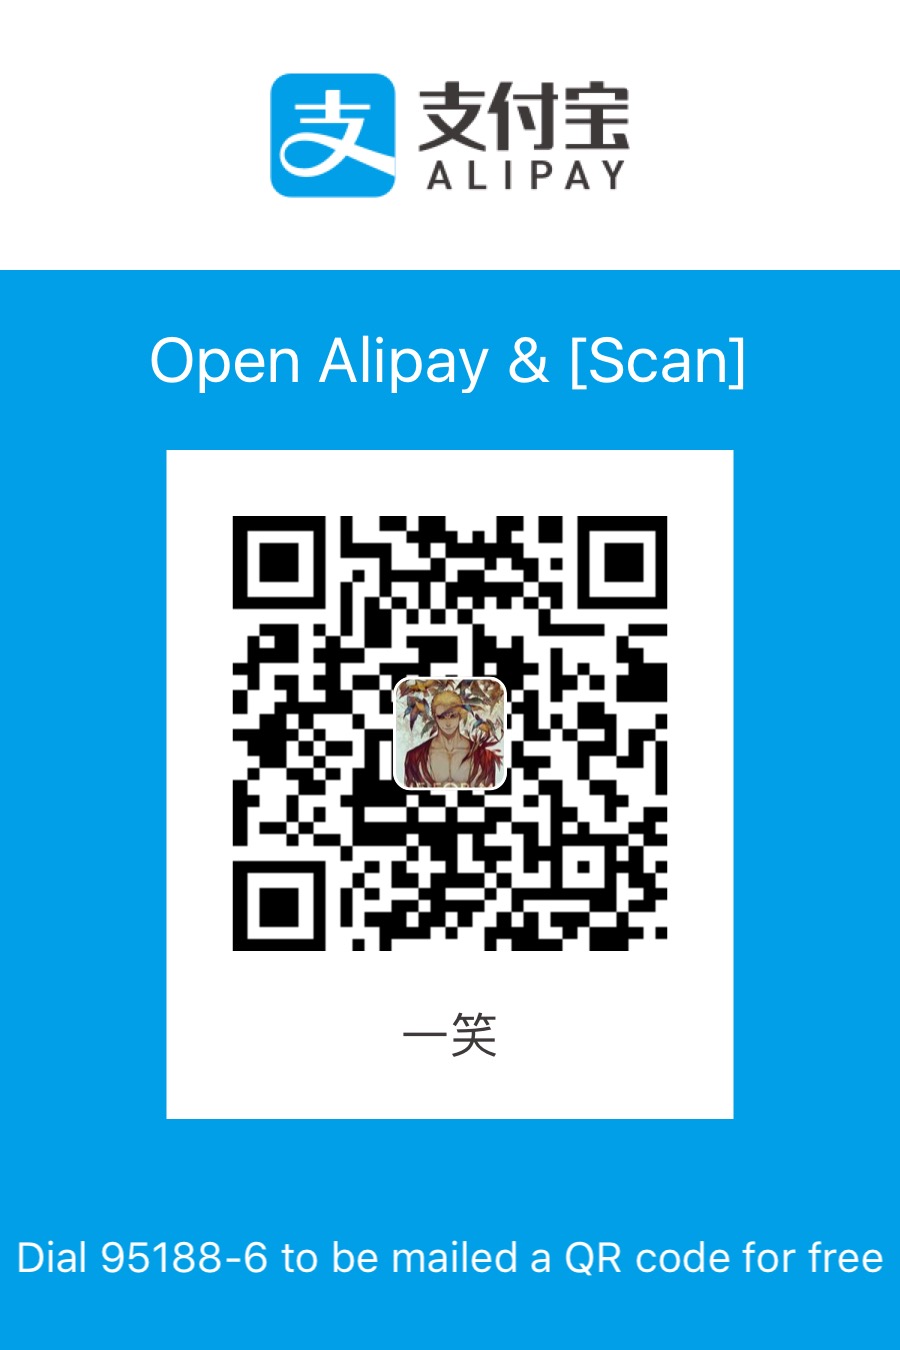 支 支付宝
ALIPAY
Open Alipay & [Scan]
一笑
Dial 95188-6 to be mailed a QR code for free